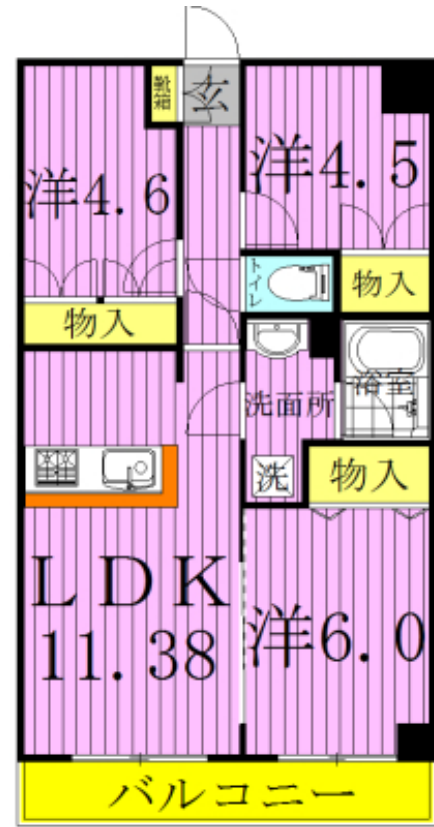 靴箱
玄
洋4.5
洋4.6
トイレ
物入
物入
浴室
洗面所
洗
物入
LDK
11.38
洋6.0
バルコニー